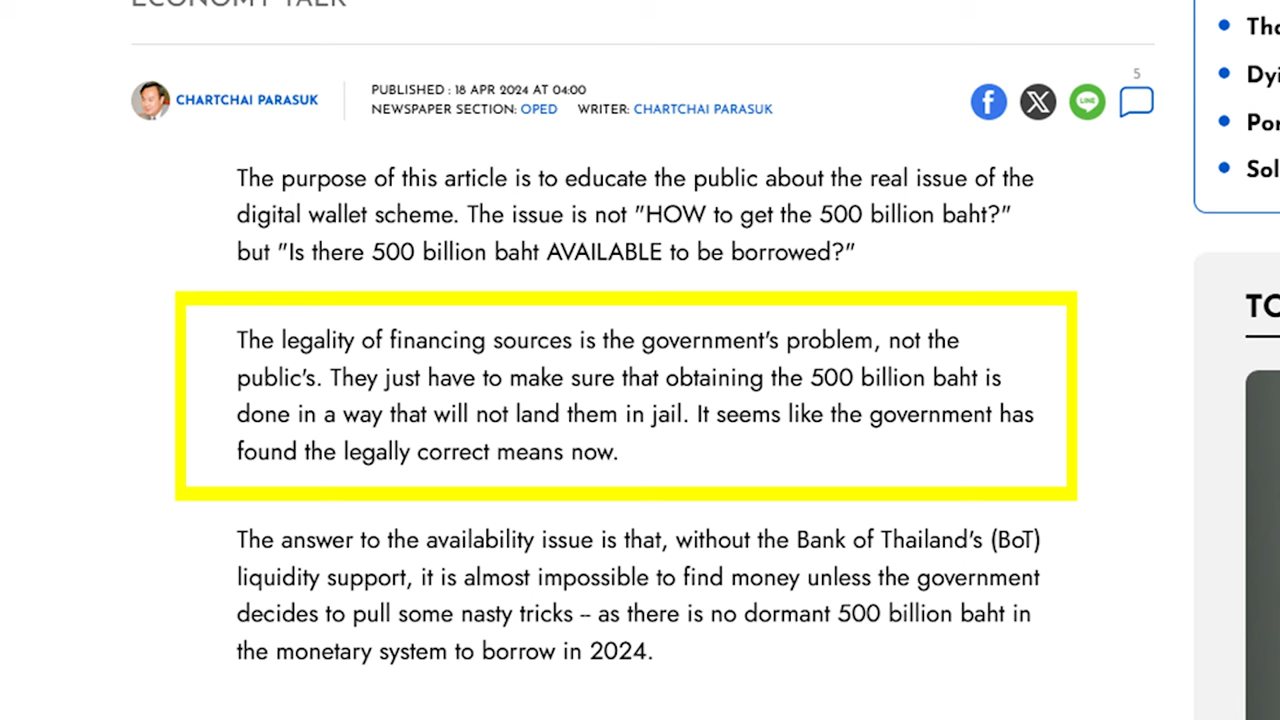 ECONOMY TALK
CHARTCHAI PARASUK
PUBLISHED : 18 APR 2024 AT 04:00
NEWSPAPER SECTION: OPED WRITER: CHARTCHAI PARASUK
5
The purpose of this article is to educate the public about the real issue of the
digital wallet scheme. The issue is not "HOW to get the 500 billion baht?"
but "Is there 500 billion baht AVAILABLE to be borrowed?"
The legality of financing sources is the government's problem, not the
public's. They just have to make sure that obtaining the 500 billion baht is
done in a way that will not land them in jail. It seems like the government has
found the legally correct means now.
The answer to the availability issue is that, without the Bank of Thailand's (BoT)
liquidity support, it is almost impossible to find money unless the government
decides to pull some nasty tricks -- as there is no dormant 500 billion baht in
the monetary system to borrow in 2024.